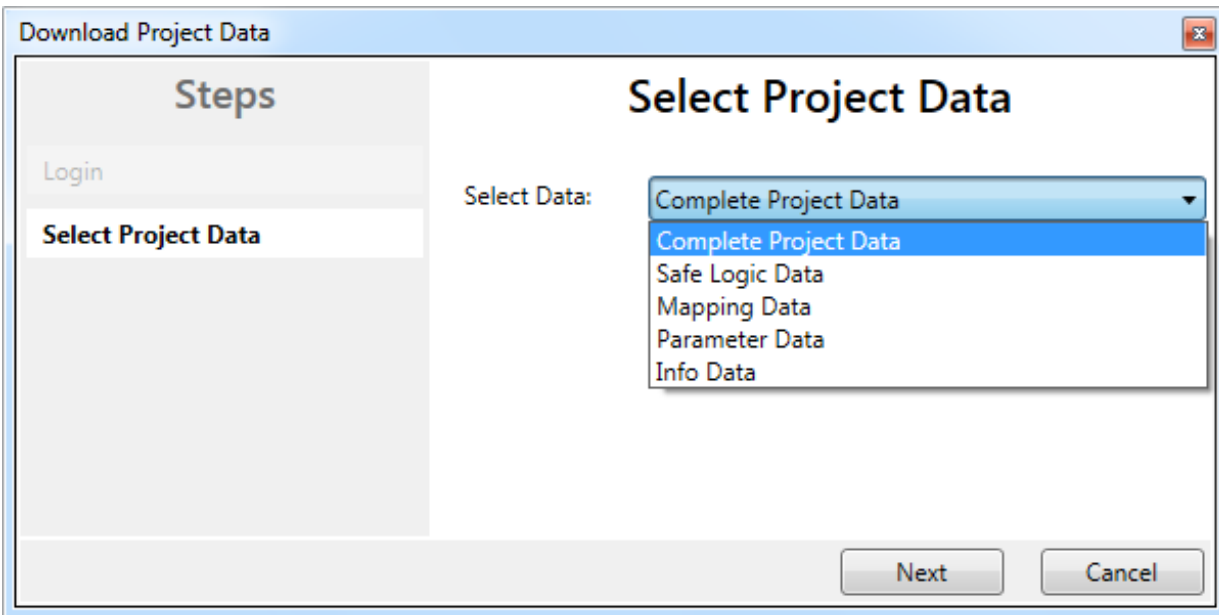 Download Project Data
Steps
Login
Select Project Data
Select Project Data
Select Data:
Complete Project Data
Complete Project Data
Safe Logic Data
Mapping Data
Parameter Data
Info Data
Next
Cancel